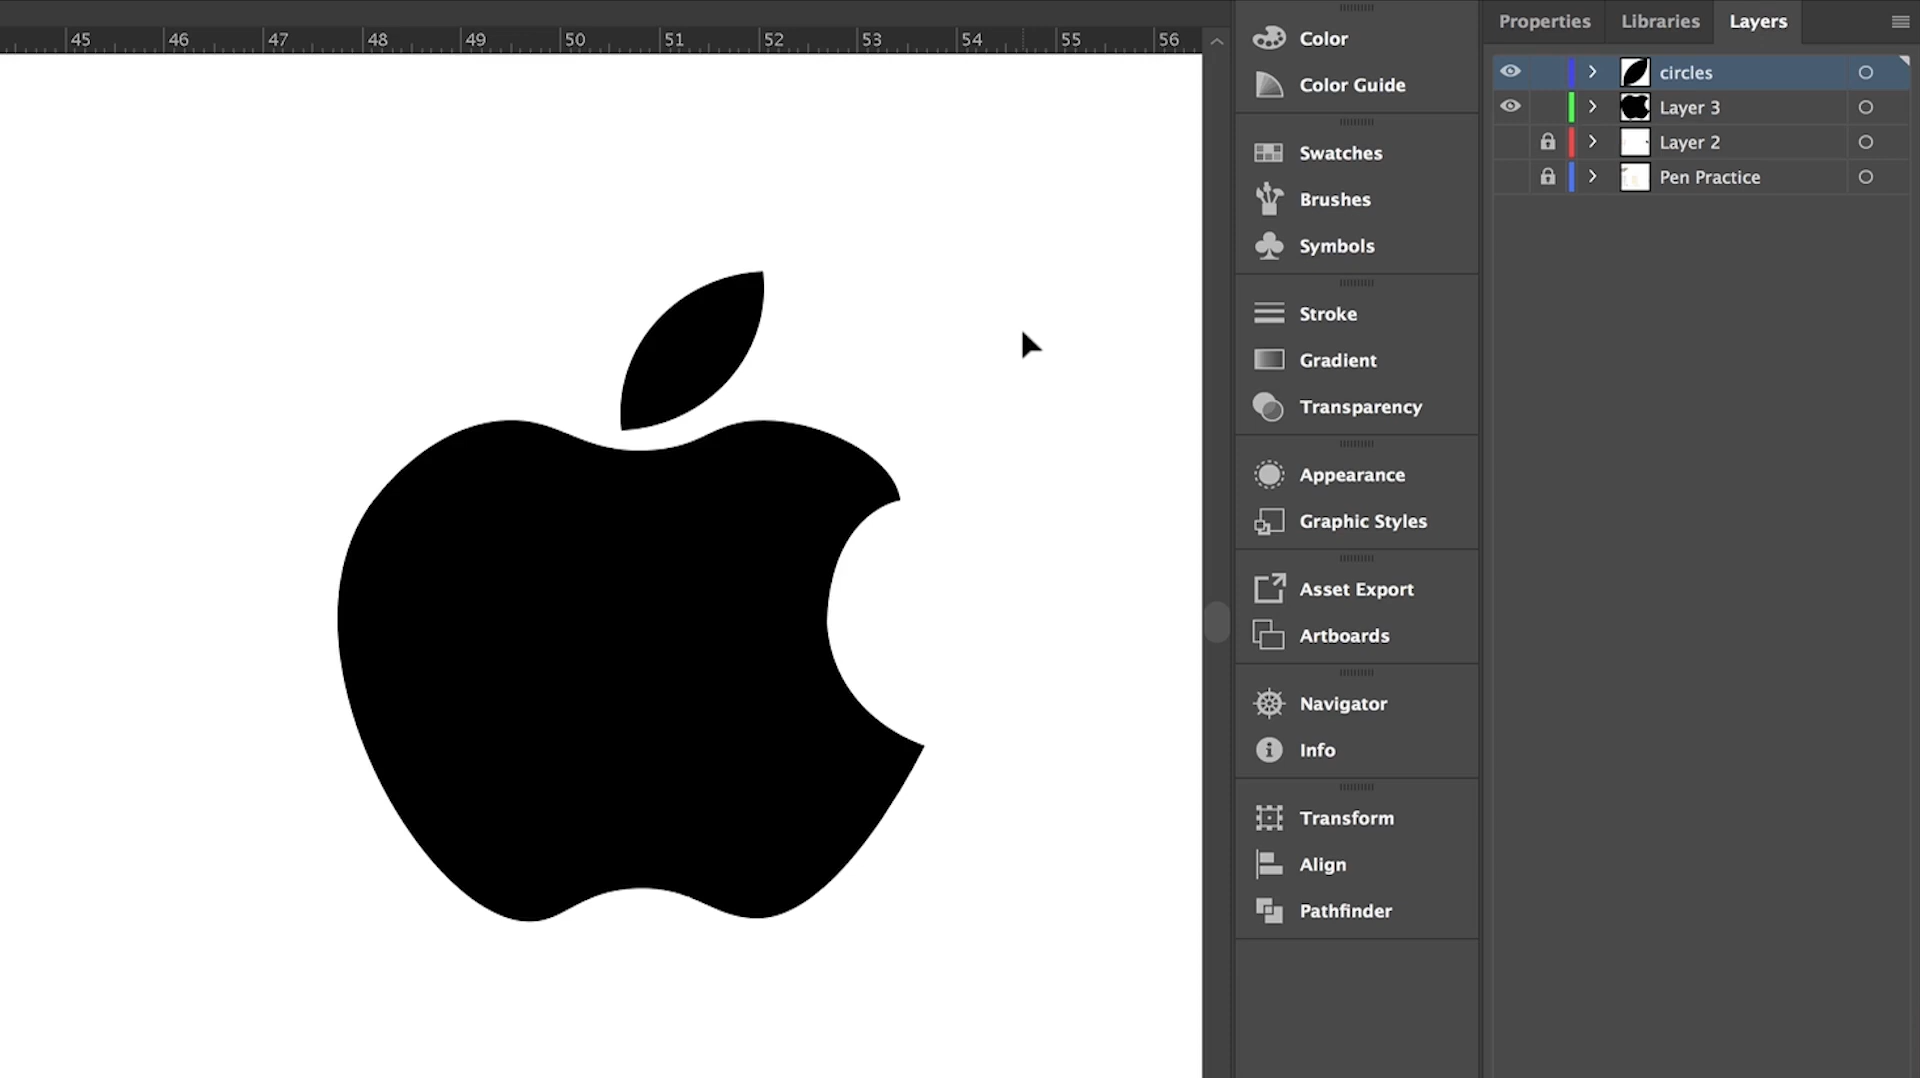 45 46 47 48 49 50 51 52 53 54 55 56
Color
Color Guide
Swatches
Brushes
Symbols
Stroke
Gradient
Transparency
Appearance
Graphic Styles
Asset Export
Artboards
Navigator
Info
Transform
Align
Pathfinder
Properties Libraries Layers
circles
Layer 3
Layer 2
Pen Practice